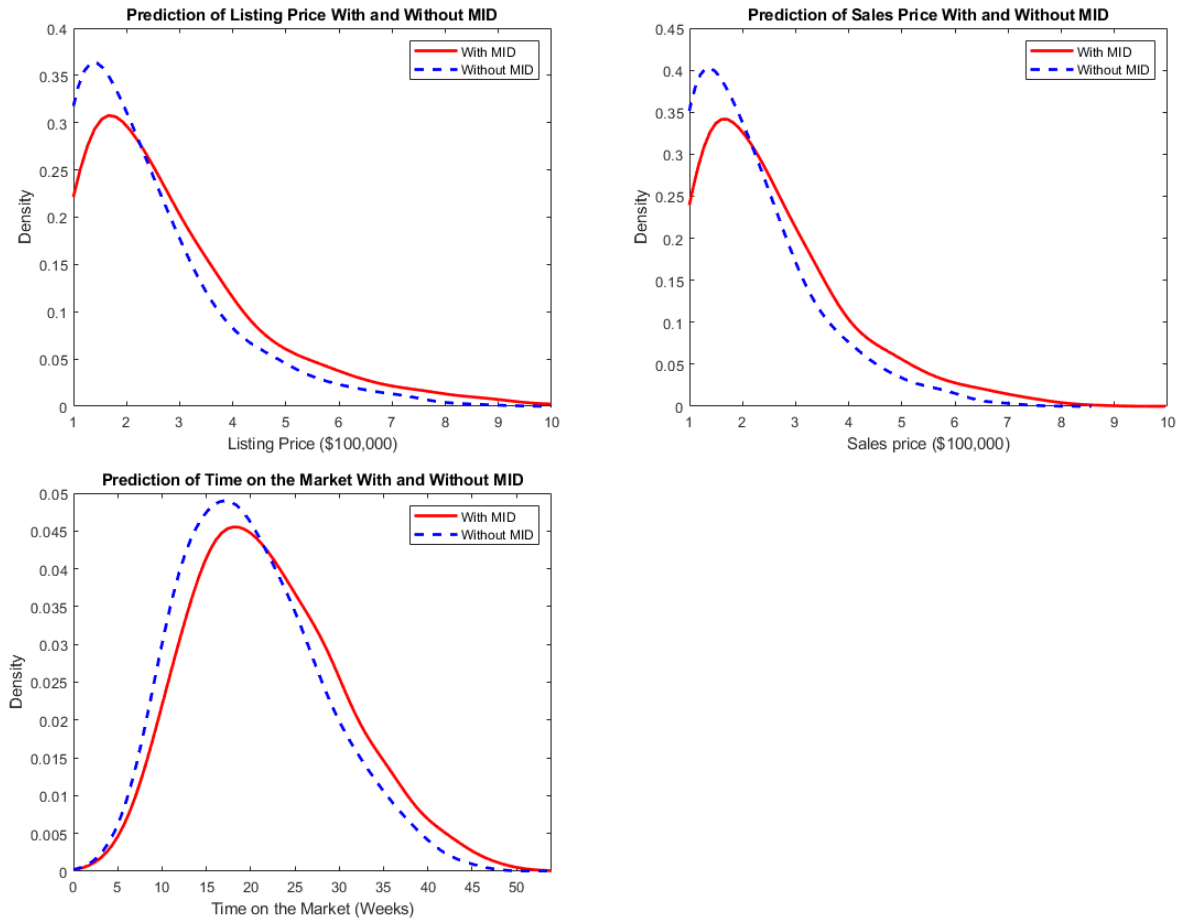 Prediction of Listing Price With and Without MID
0.4
0.35
0.3
0.25
0.2
0.15
0.1
0.05
0
Density
With MID
Without MID
1 2 3 4 5 6 7 8 9 10
Listing Price ($100,000)
Prediction of Sales Price With and Without MID
0.45
0.4
0.35
0.3
0.25
0.2
0.15
0.1
0.05
0
Density
With MID
Without MID
1 2 3 4 5 6 7 8 9 10
Sales price ($100,000)
Prediction of Time on the Market With and Without MID
0.05
0.045
0.04
0.035
0.03
0.025
0.02
0.015
0.01
0.005
0
Density
With MID
Without MID
0 5 10 15 20 25 30 35 40 45 50
Time on the Market (Weeks)